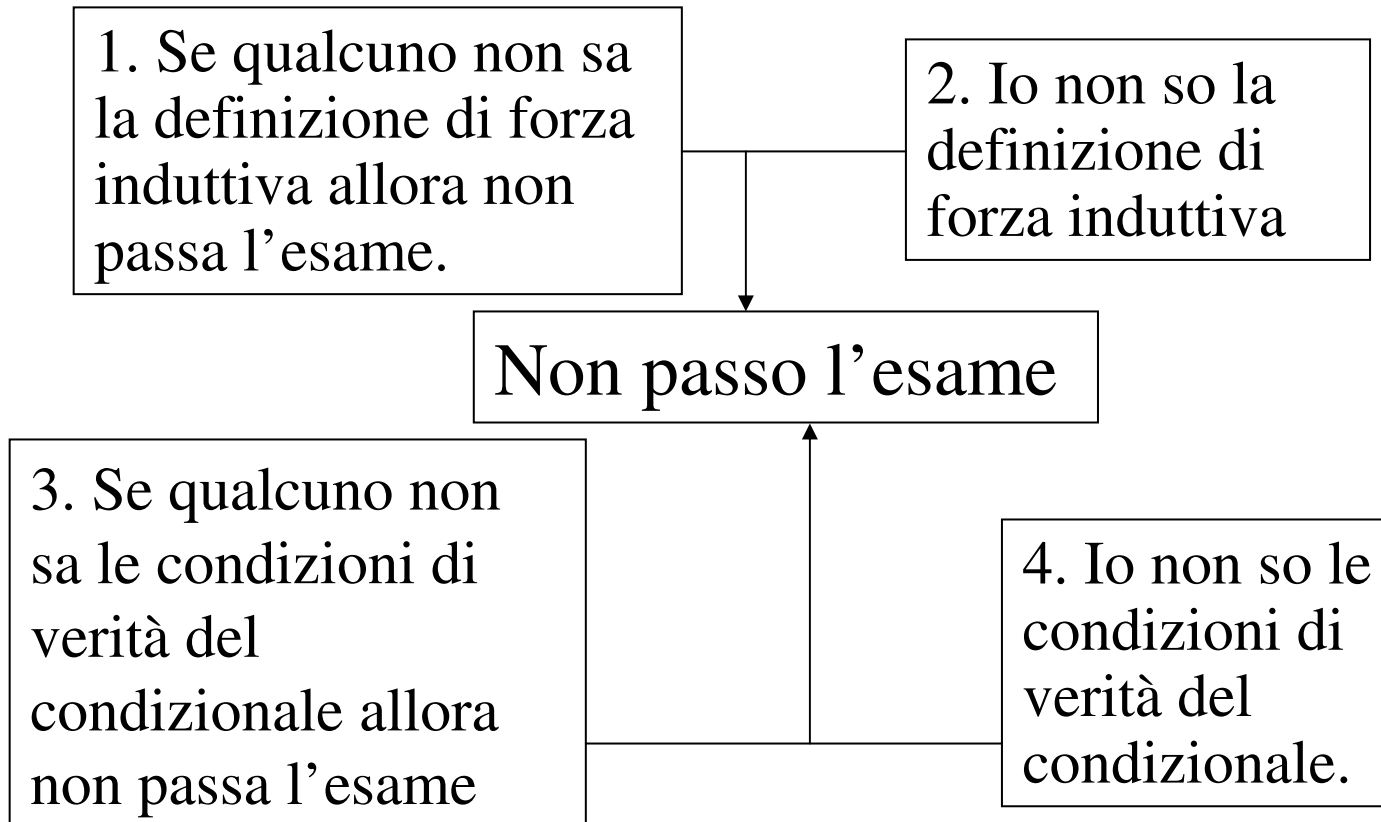 1. Se qualcuno non sa
la definizione di forza
induttiva allora non
passa l’esame.
2. Io non so la
definizione di
forza induttiva
Non passo l’esame
3. Se qualcuno non
sa le condizioni di
verità del
condizionale allora
non passa l’esame
4. Io non so le
condizioni di
verità del
condizionale.